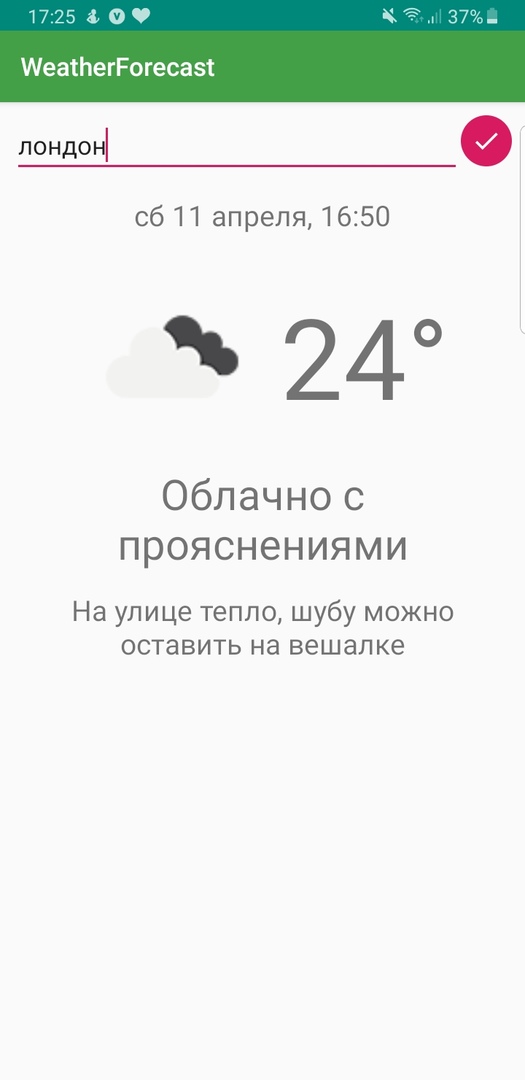 17:25 V 37%
WeatherForecast
лондон
сб 11 апреля, 16:50
24°
Облачно с
прояснениями
На улице тепло, шубу можно
оставить на вешалке